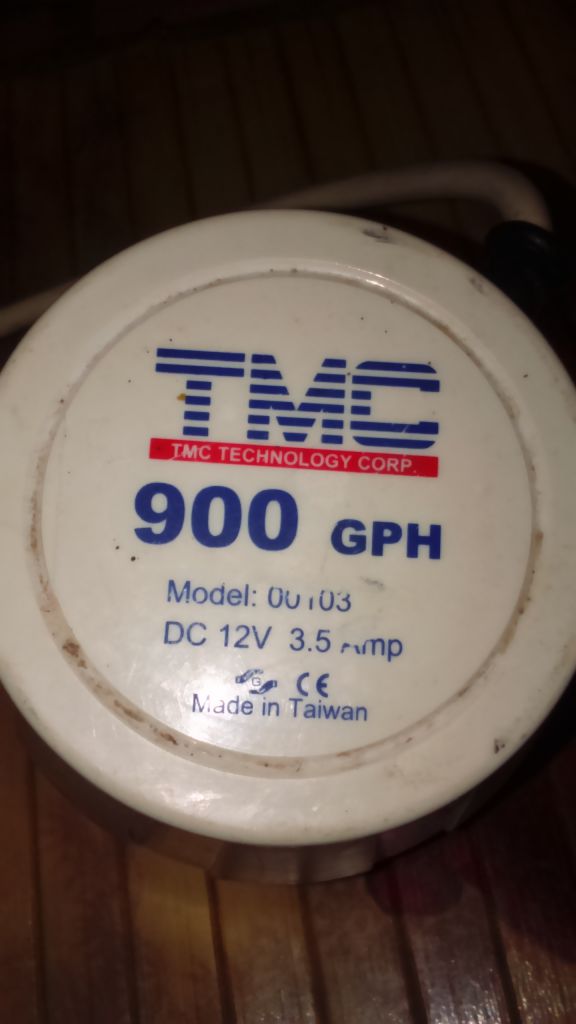 TMC
TMC TECHNOLOGY CORP.
900 GPH
Model: 00103
DC 12V 3.5 Amp
CE
Made in Taiwan